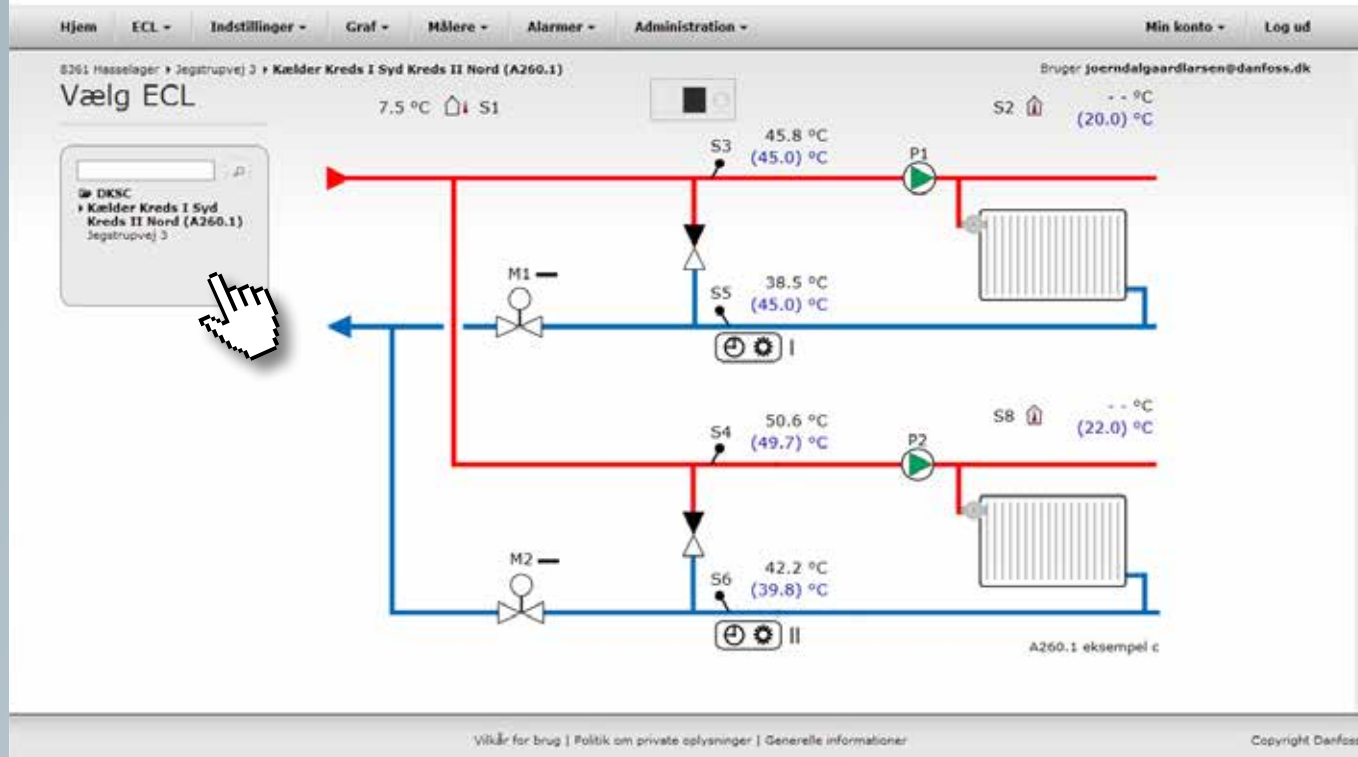 Hjem ECL Indstillinger Graf Målere Alarmer Administration Min konto Log ud
8361 Hasselager Jegstrupvej 3 Kælder Kreds I Syd Kreds II Nord (A260.1) Bruger joerndalgaardlarsen@danfoss.dk
Vælg ECL
7.5 °C S1
S2 - - °C
(20.0) °C
S3 45.8 °C
(45.0) °C
P1
DKSC
Kælder Kreds I Syd
Kreds II Nord (A260.1)
Jegstrupvej 3
M1
S5 38.5 °C
(45.0) °C
I
S4 50.6 °C
(49.7) °C
P2
S8 - - °C
(22.0) °C
M2
S6 42.2 °C
(39.8) °C
II
A260.1 eksempel c
Vilkår for brug | Politik om private oplysninger | Generelle informationer Copyright Danfoss